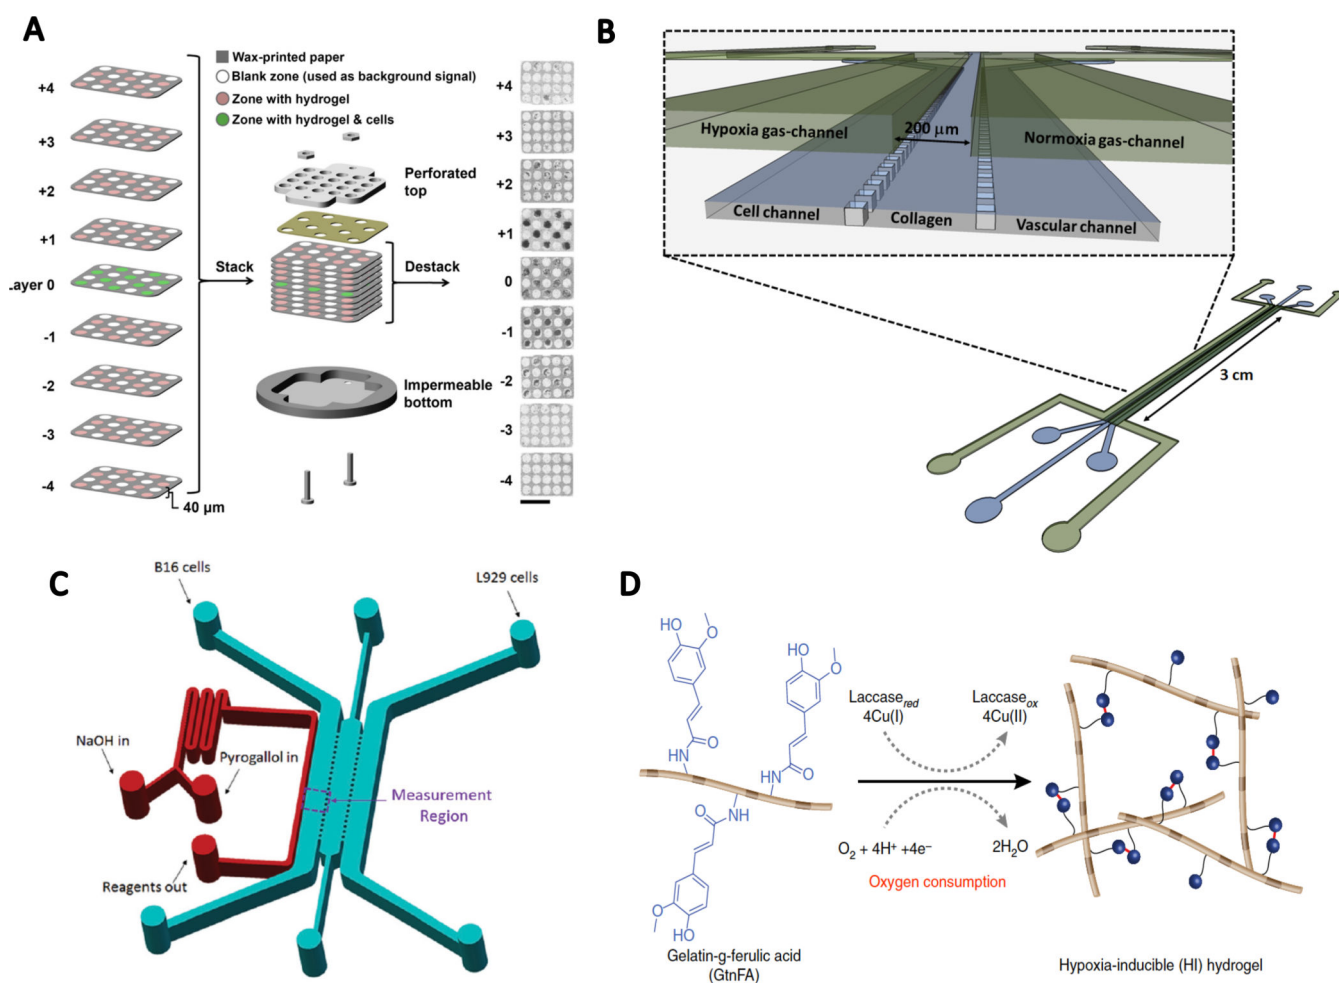 A
Wax-printed paper
Blank zone (used as background signal)
Zone with hydrogel
Zone with hydrogel & cells
+4
+3
+2
+1
Layer 0
-1
-2
-3
-4
40 µm
Stack
Perforated
top
Destack
Impermeable
bottom
+4
+3
+2
+1
0
-1
-2
-3
-4
B
Hypoxia gas-channel
200 µm
Normoxia gas-channel
Cell channel
Collagen
Vascular channel
3 cm
C
B16 cells
L929 cells
NaOH in
Pyrogallol in
Measurement
Region
Reagents out
D
HO
O
HO
O
O
NH
NH
O
HN
O
O
O
HO
Gelatin-g-ferulic acid
(GtnFA)
Laccase_red
4Cu(I)
Laccase_ox
4Cu(II)
O₂ + 4H⁺ +4e⁻
2H₂O
Oxygen consumption
Hypoxia-inducible (HI) hydrogel